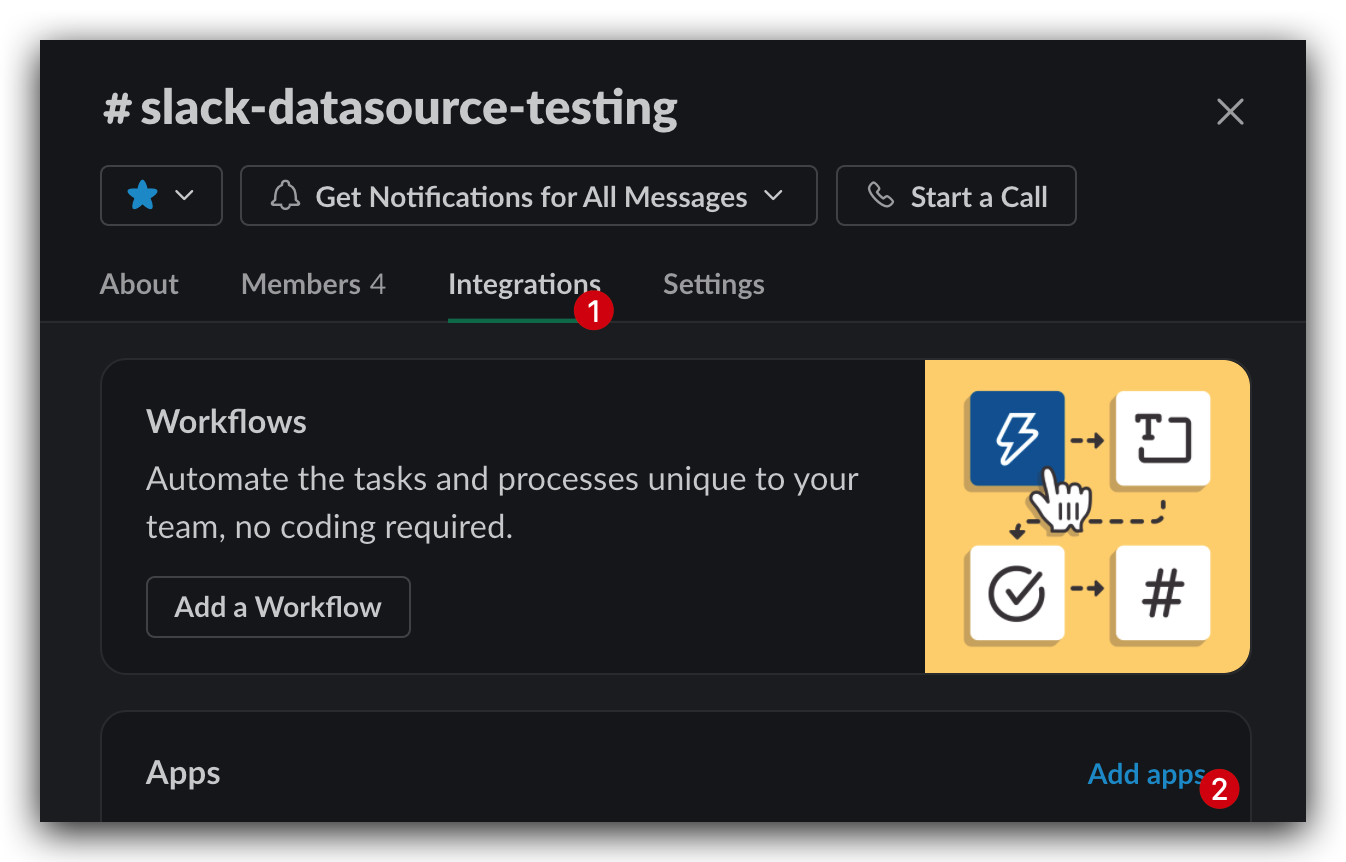 # slack-datasource-testing
Get Notifications for All Messages
Start a Call
About Members 4 Integrations Settings
1
Workflows
Automate the tasks and processes unique to your
team, no coding required.
Add a Workflow
T
#
Apps
Add apps
2